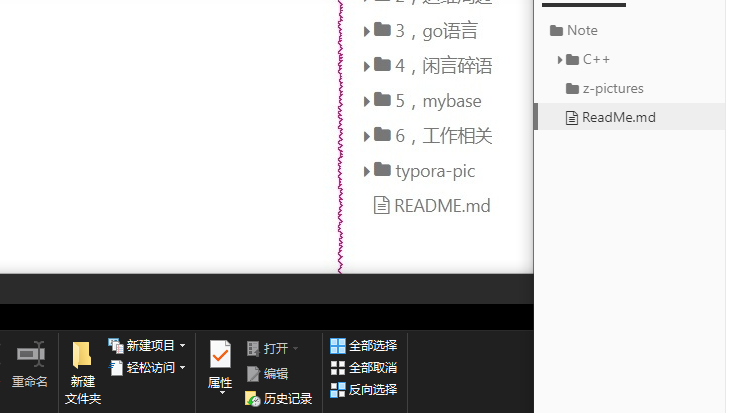 3，go语言
4，闲言碎语
5，mybase
6，工作相关
typora-pic
README.md
Note
C++
z-pictures
ReadMe.md
重命名
新建
文件夹
新建项目
轻松访问
属性
打开
编辑
历史记录
全部选择
全部取消
反向选择